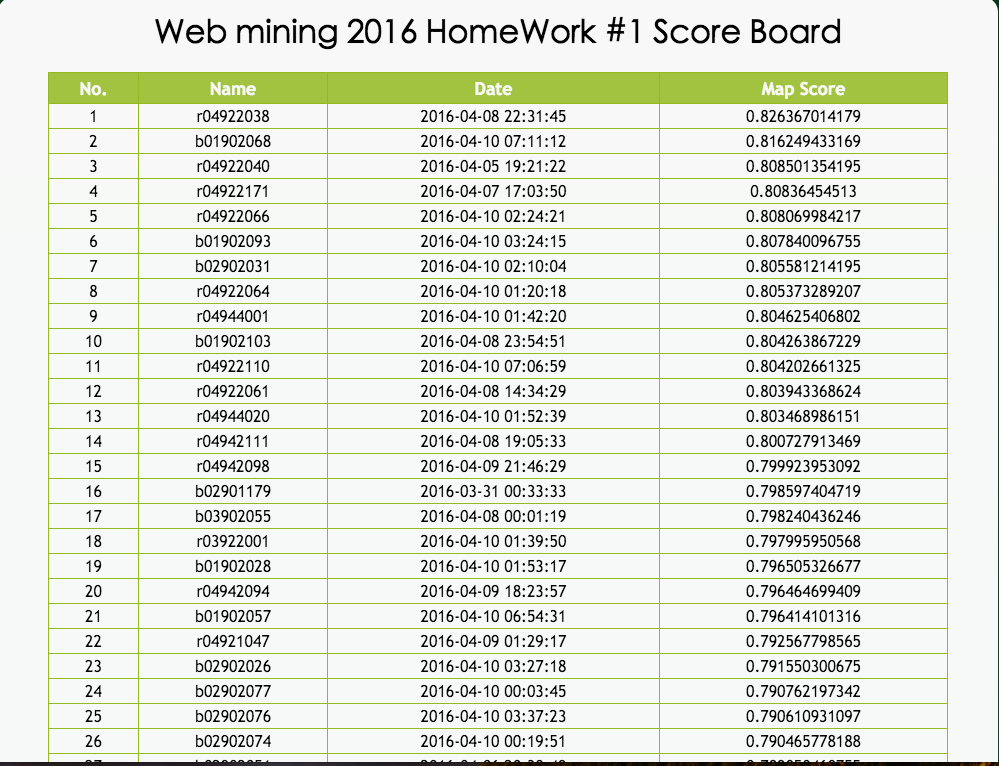 Web mining 2016 HomeWork #1 Score Board
No. Name Date Map Score
1 r04922038 2016-04-08 22:31:45 0.826367014179
2 b01902068 2016-04-10 07:11:12 0.816249433169
3 r04922040 2016-04-05 19:21:22 0.808501354195
4 r04922171 2016-04-07 17:03:50 0.80836454513
5 r04922066 2016-04-10 02:24:21 0.808069984217
6 b01902093 2016-04-10 03:24:15 0.807840096755
7 b02902031 2016-04-10 02:10:04 0.805581214195
8 r04922064 2016-04-10 01:20:18 0.805373289207
9 r04944001 2016-04-10 01:42:20 0.804625406802
10 b01902103 2016-04-08 23:54:51 0.804263867229
11 r04922110 2016-04-10 07:06:59 0.804202661325
12 r04922061 2016-04-08 14:34:29 0.803943368624
13 r04944020 2016-04-10 01:52:39 0.803468986151
14 r04942111 2016-04-08 19:05:33 0.800727913469
15 r04942098 2016-04-09 21:46:29 0.799923953092
16 b02901179 2016-03-31 00:33:33 0.798597404719
17 b03902055 2016-04-08 00:01:19 0.798240436246
18 r03922001 2016-04-10 01:39:50 0.797995950568
19 b01902028 2016-04-10 01:53:17 0.796505326677
20 r04942094 2016-04-09 18:23:57 0.796464699409
21 b01902057 2016-04-10 06:54:31 0.796414101316
22 r04921047 2016-04-09 01:29:17 0.792567798565
23 b02902026 2016-04-10 03:27:18 0.791550300675
24 b02902077 2016-04-10 00:03:45 0.790762197342
25 b02902076 2016-04-10 03:37:23 0.790610931097
26 b02902074 2016-04-10 00:19:51 0.790465778188